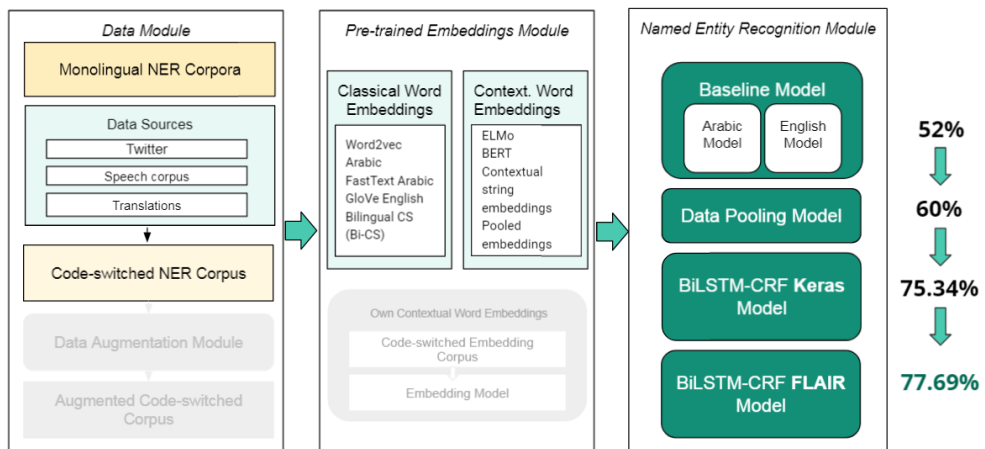 Data Module
Monolingual NER Corpora
Data Sources
Twitter
Speech corpus
Translations
Code-switched NER Corpus
Data Augmentation Module
Augmented Code-switched
Corpus
Pre-trained Embeddings Module
Classical Word
Embeddings
Word2vec
Arabic
FastText Arabic
GloVe English
Bilingual CS
(Bi-CS)
Context. Word
Embeddings
ELMo
BERT
Contextual
string
embeddings
Pooled
embeddings
Own Contextual Word Embeddings
Code-switched Embedding
Corpus
Embedding Model
Named Entity Recognition Module
Baseline Model
Arabic
Model
English
Model
Data Pooling Model
BiLSTM-CRF Keras
Model
BiLSTM-CRF FLAIR
Model
52%
60%
75.34%
77.69%